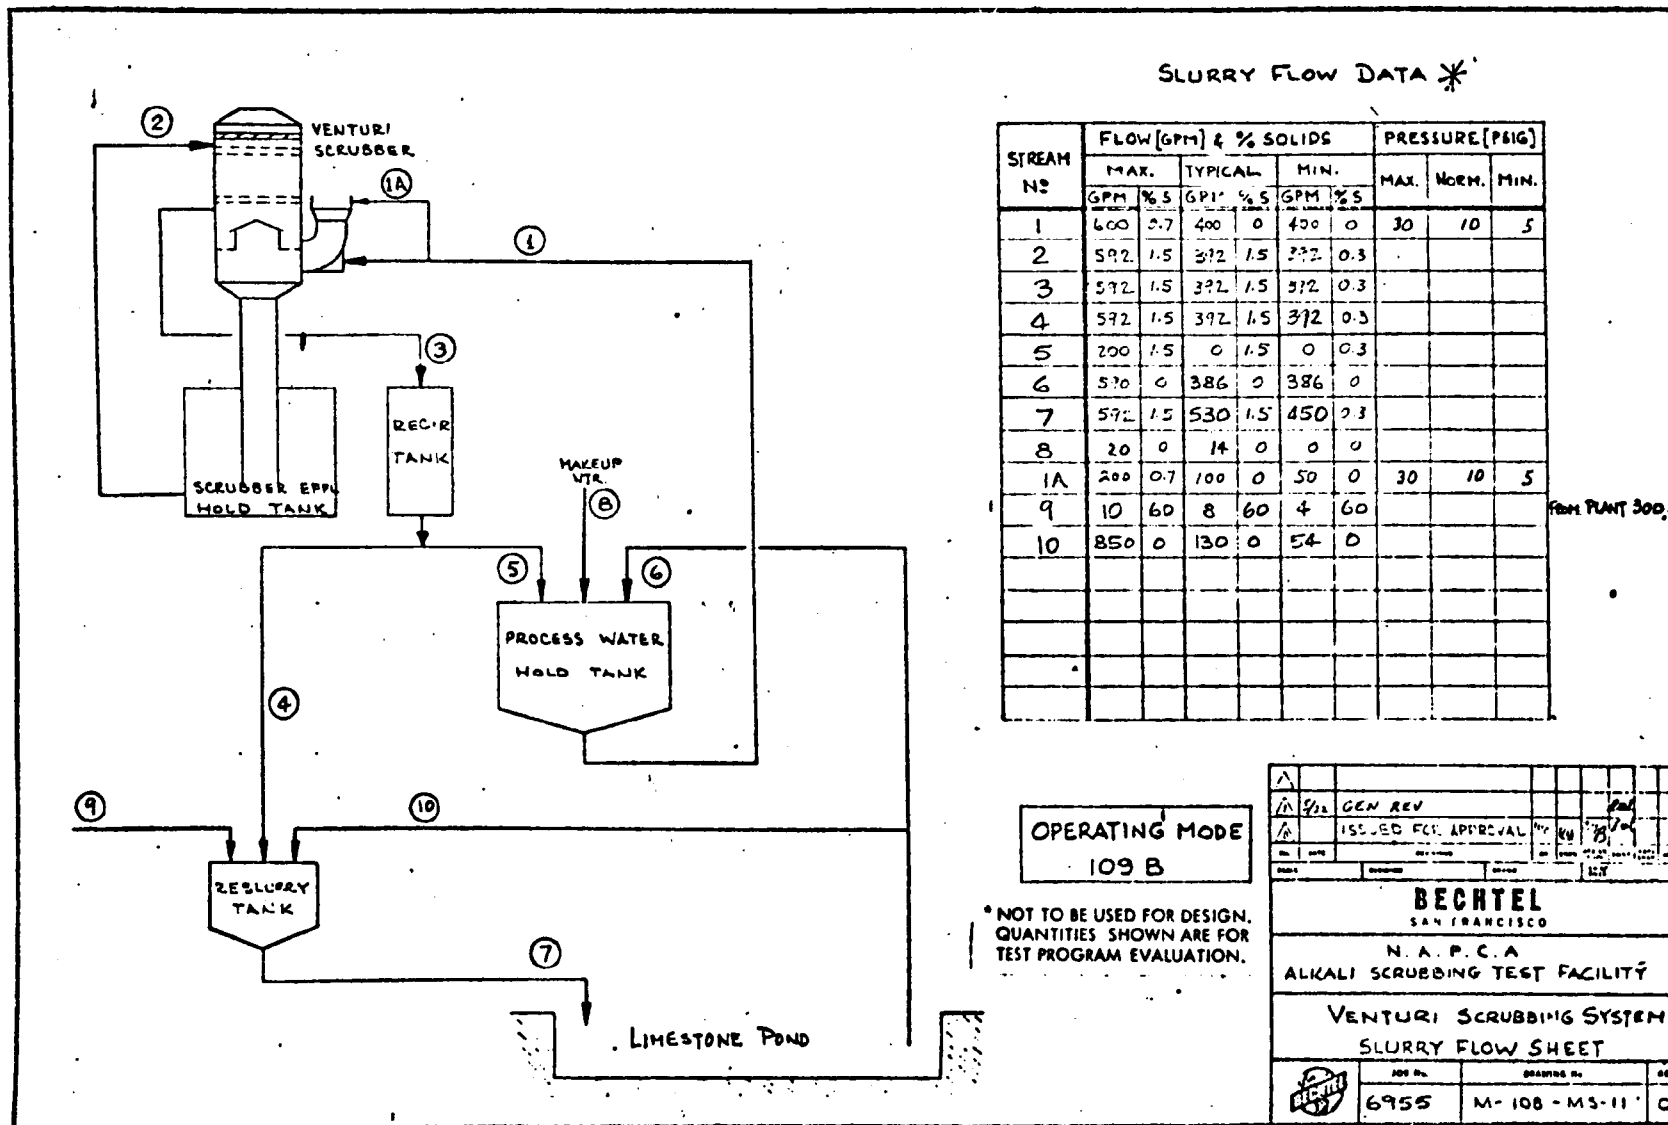 SLURRY FLOW DATA *
STREAM Nº
FLOW [GPM] & % SOLIDS
PRESSURE [PSIG]
MAX. TYPICAL MIN. MAX. NORM. MIN.
GPM % S GPM % S GPM % S
1 600 0.7 400 0 400 0 30 10 5
2 592 1.5 392 1.5 392 0.3
3 592 1.5 392 1.5 392 0.3
4 592 1.5 392 1.5 392 0.3
5 200 1.5 0 1.5 0 0.3
6 0 386 0 386 0
7 592 1.5 530 1.5 450 0.3
8 20 0 14 0 0 0
1A 200 0.7 100 0 50 0 30 10 5
9 10 60 8 60 4 60 FROM PLANT 300,
10 850 0 130 0 54 0
2
VENTURI
SCRUBBER
1A
1
3
RECIR
TANK
SCRUBBER EFFL
HOLD TANK
MAKEUP
WTR.
8
5
6
PROCESS WATER
HOLD TANK
4
9
10
RESLURRY
TANK
7
LIMESTONE POND
OPERATING MODE
109 B
* NOT TO BE USED FOR DESIGN.
QUANTITIES SHOWN ARE FOR
TEST PROGRAM EVALUATION.
GEN REV
ISSUED FOR APPROVAL
BECHTEL
SAN FRANCISCO
N. A. P. C. A
ALKALI SCRUBBING TEST FACILITY
VENTURI SCRUBBING SYSTEM
SLURRY FLOW SHEET
BECHTEL
JOB No. DRAWING No.
6955 M-108-MS-11